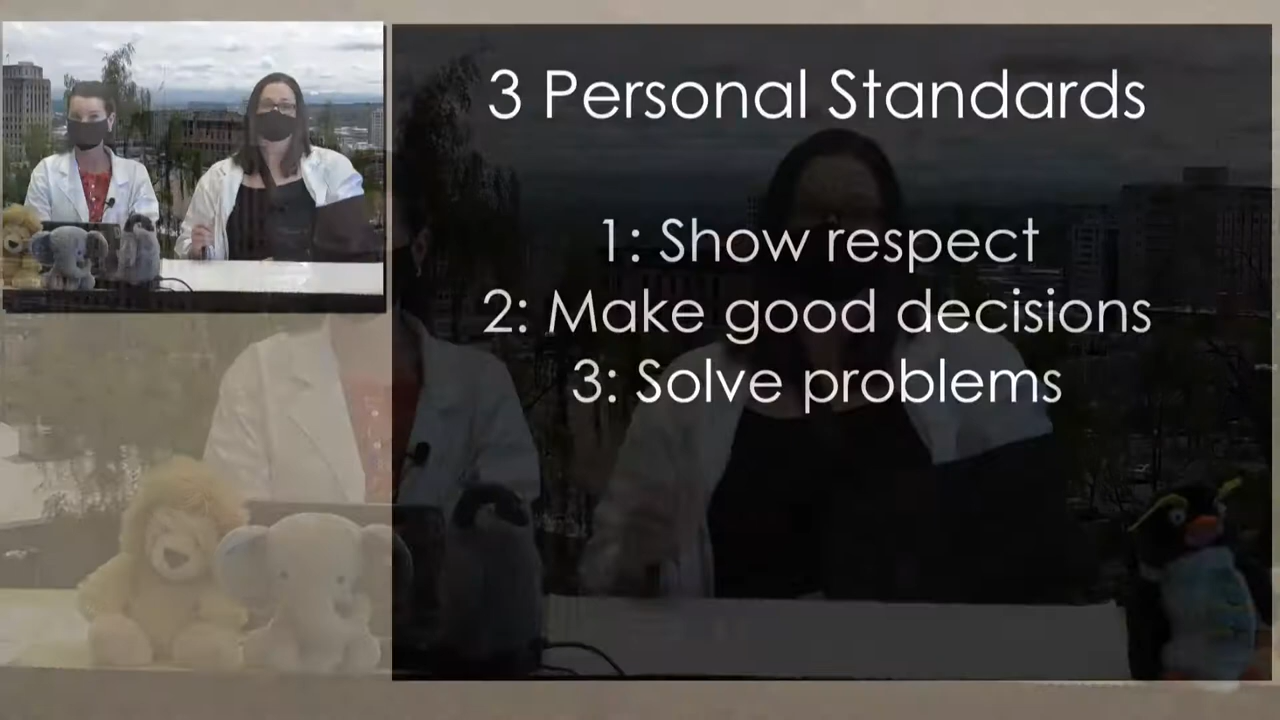 3 Personal Standards
1: Show respect
2: Make good decisions
3: Solve problems